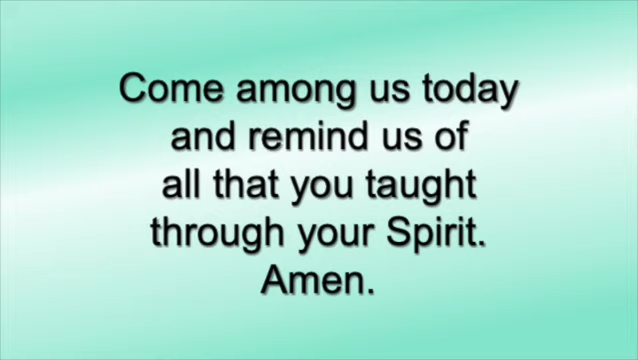 Come among us today
and remind us of
all that you taught
through your Spirit.
Amen.